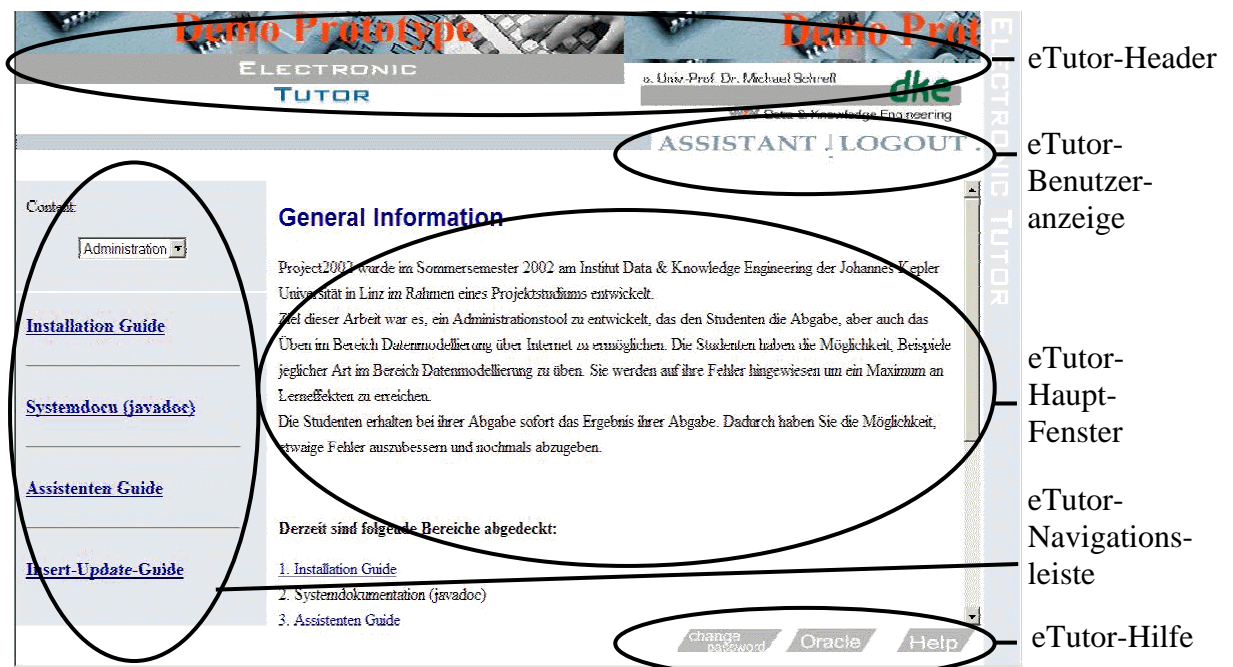 Demo Prototype
Demo Prot
ELECTRONIC
TUTOR
o. Univ-Prof. Dr. Michael Schrefl
dke
Data & Knowledge Engineering
ASSISTANT LOGOUT
ELECTRONIC TUTOR
Content:
Administration
Installation Guide
Systemdocu (javadoc)
Assistenten Guide
Insert-Update-Guide
General Information
Project2002 wurde im Sommersemester 2002 am Institut Data & Knowledge Engineering der Johannes Kepler
Universität in Linz im Rahmen eines Projektstudiums entwickelt.
Ziel dieser Arbeit war es, ein Administrationstool zu entwickelt, das den Studenten die Abgabe, aber auch das
Üben im Bereich Datenmodellierung über Internet zu ermöglichen. Die Studenten haben die Möglichkeit, Beispiele
jeglicher Art im Bereich Datenmodellierung zu üben. Sie werden auf ihre Fehler hingewiesen um ein Maximum an
Lerneffekten zu erreichen.
Die Studenten erhalten bei ihrer Abgabe sofort das Ergebnis ihrer Abgabe. Dadurch haben Sie die Möglichkeit,
etwaige Fehler auszubessern und nochmals abzugeben.
Derzeit sind folgende Bereiche abgedeckt:
1. Installation Guide
2. Systemdokumentation (javadoc)
3. Assistenten Guide
change
password
Oracle
Help
eTutor-Header
eTutor-
Benutzer-
anzeige
eTutor-
Haupt-
Fenster
eTutor-
Navigations-
leiste
eTutor-Hilfe